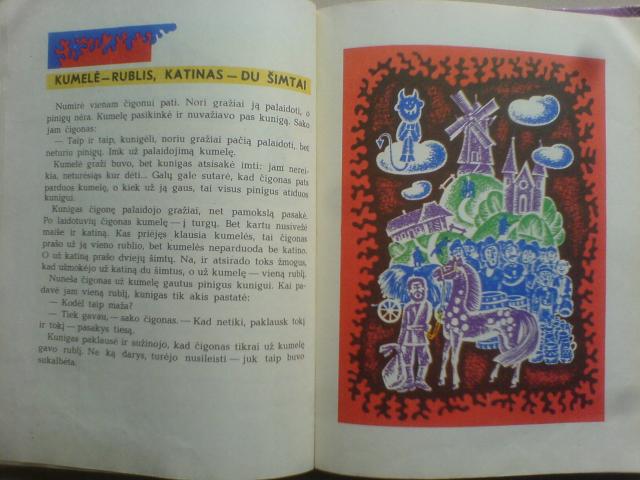 KUMELĖ—RUBLIS, KATINAS — DU ŠIMTAI
Numirė vienam čigonui pati. Nori gražiai ją palaidoti, o
pinigų nėra. Kumelę pasikinkė ir nuvažiavo pas kunigą. Sako
jam čigonas:
— Taip ir taip, kunigėli, noriu gražiai pačią palaidoti, bet
neturiu pinigų. Imk už palaidojimą kumelę.
Kumelė graži buvo, bet kunigas atsisakė imti: jam nerei-
kia, neturėsiąs kur dėti... Galų gale sutarė, kad čigonas pats
parduos kumelę, o kiek už ją gaus, tai visus pinigus atiduos
kunigui.
Kunigas čigonę palaidojo gražiai, net pamokslą pasakė.
Po laidotuvių čigonas kumelę — į turgų. Bet kartu nusivežė
maiše ir katiną. Kas priėjęs klausia kumelės, tai čigonas
prašo už ją vieno rublio, bet kumelės neparduoda be katino.
O už katiną prašo dviejų šimtų. Na, ir atsirado toks žmogus,
kad užmokėjo už katiną du šimtus, o už kumelę — vieną rublį.
Nuneša čigonas už kumelę gautus pinigus kunigui. Kai pa-
davė jam vieną rublį, kunigas tik akis pastatė:
— Kodėl taip maža?
— Tiek gavau, — sako čigonas. — Kad netiki, paklausk tokį
ir tokį — pasakys tiesą.
Kunigas paklausė ir sužinojo, kad čigonas tikrai už kumelę
gavo rublį. Ne ką darys, turėjo nusileisti — juk taip buvo
sukalbėta.